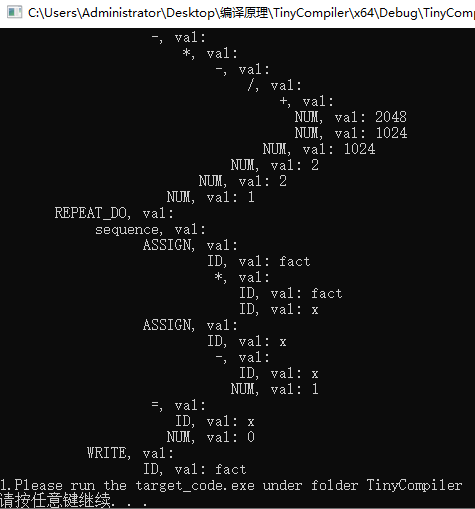 C:\Users\Administrator\Desktop\编译原理\TinyCompiler\x64\Debug\TinyComp
-, val:
*, val:
-, val:
/, val:
+, val:
NUM, val: 2048
NUM, val: 1024
NUM, val: 1024
NUM, val: 2
NUM, val: 2
NUM, val: 1
REPEAT_DO, val:
sequence, val:
ASSIGN, val:
ID, val: fact
*, val:
ID, val: fact
ID, val: x
ASSIGN, val:
ID, val: x
-, val:
ID, val: x
NUM, val: 1
=, val:
ID, val: x
NUM, val: 0
WRITE, val:
ID, val: fact
1.Please run the target_code.exe under folder TinyCompiler
请按任意键继续. . .